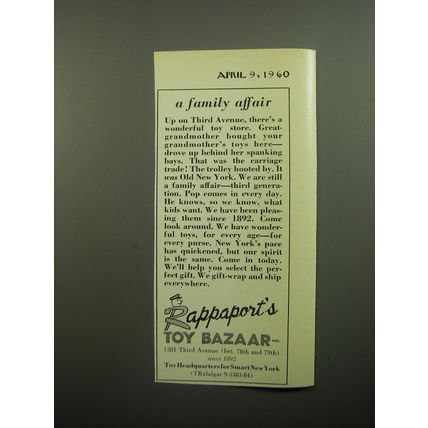 APRIL 9, 1960
a family affair
Up on Third Avenue, there's a
wonderful toy store. Great-
grandmother bought your
grandmother's toys here—
drove up behind her spanking
bays. That was the carriage
trade! The trolley hooted by. It
was Old New York. We are still
a family affair—third genera-
tion. Pop comes in every day.
He knows, so we know, what
kids want. We have been pleas-
ing them since 1892. Come
look around. We have wonder-
ful toys, for every age—for
every purse. New York's pace
has quickened, but our spirit
is the same. Come in today.
We'll help you select the per-
fect gift. We gift-wrap and ship
everywhere.
Rappaport's
TOY BAZAAR INC.
1381 Third Avenue (bet. 78th and 79th)
since 1892
Toy Headquarters for Smart New York
(TRafalgar 9-3383-84)